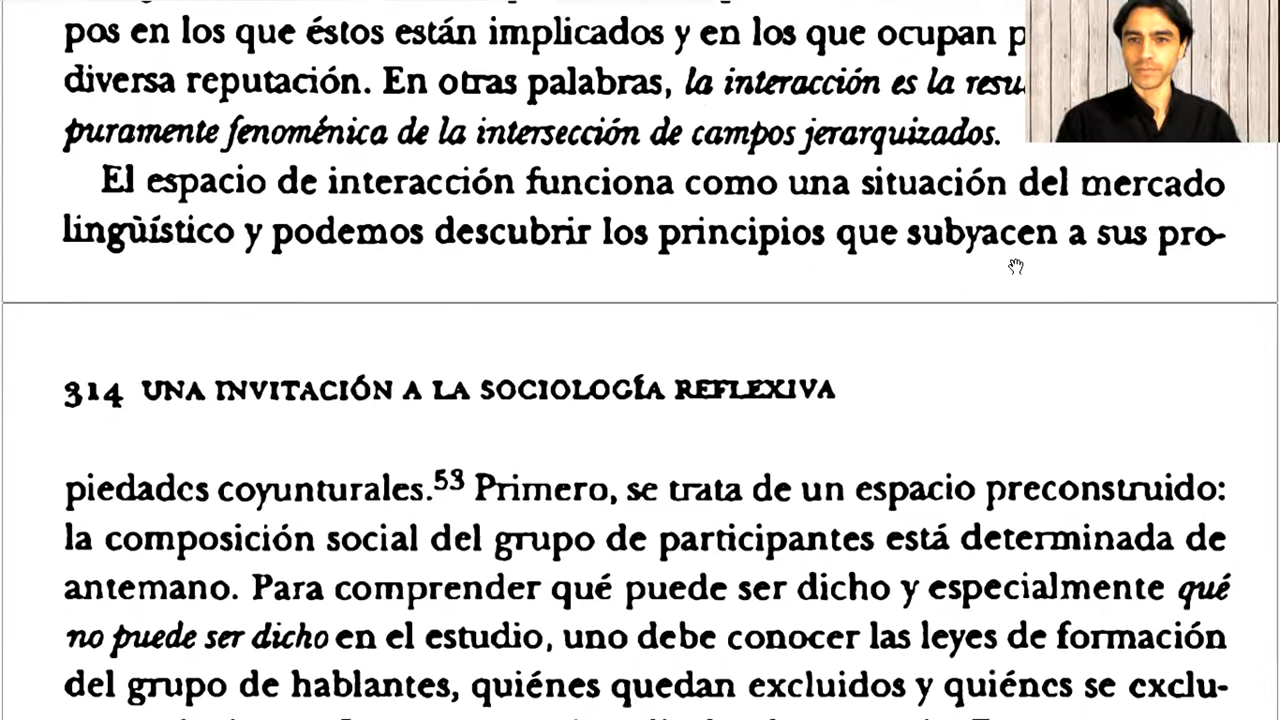 pos en los que éstos están implicados y en los que ocupan
diversa reputación. En otras palabras, la interacción es la
puramente fenoménica de la intersección de campos jerarquizados.
El espacio de interacción funciona como una situación del mercado
lingüístico y podemos descubrir los principios que subyacen a sus pro-
314 UNA INVITACIÓN A LA SOCIOLOGÍA REFLEXIVA
piedades coyunturales.53 Primero, se trata de un espacio preconstruido:
la composición social del grupo de participantes está determinada de
antemano. Para comprender qué puede ser dicho y especialmente qué
no puede ser dicho en el estudio, uno debe conocer las leyes de formación
del grupo de hablantes, quiénes quedan excluidos y quiénes se exclu-